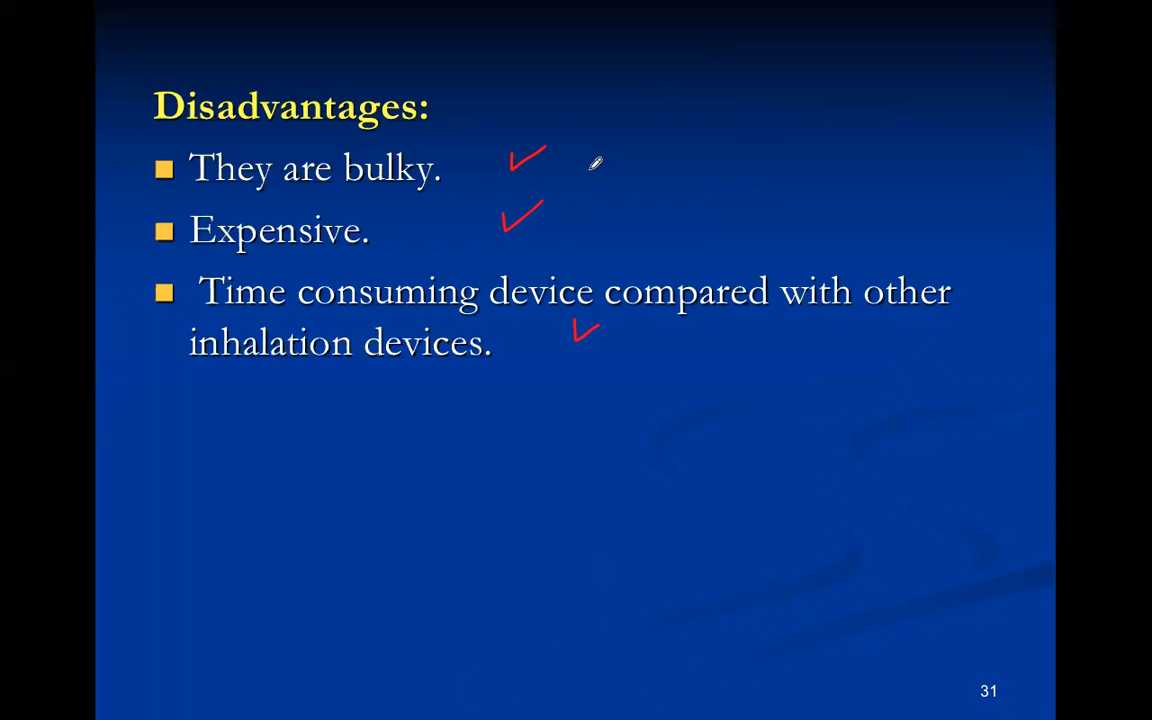 Disadvantages:
They are bulky.
Expensive.
Time consuming device compared with other
inhalation devices.
31